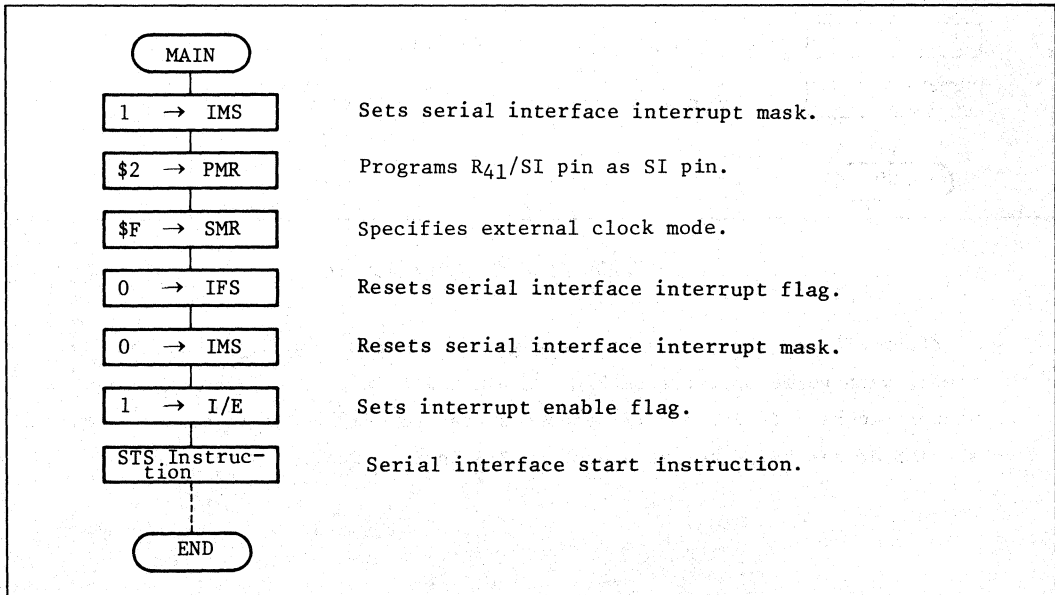 MAIN
1 → IMS Sets serial interface interrupt mask.
$2 → PMR Programs R41/SI pin as SI pin.
$F → SMR Specifies external clock mode.
0 → IFS Resets serial interface interrupt flag.
0 → IMS Resets serial interface interrupt mask.
1 → I/E Sets interrupt enable flag.
STS Instruc-
tion Serial interface start instruction.
END